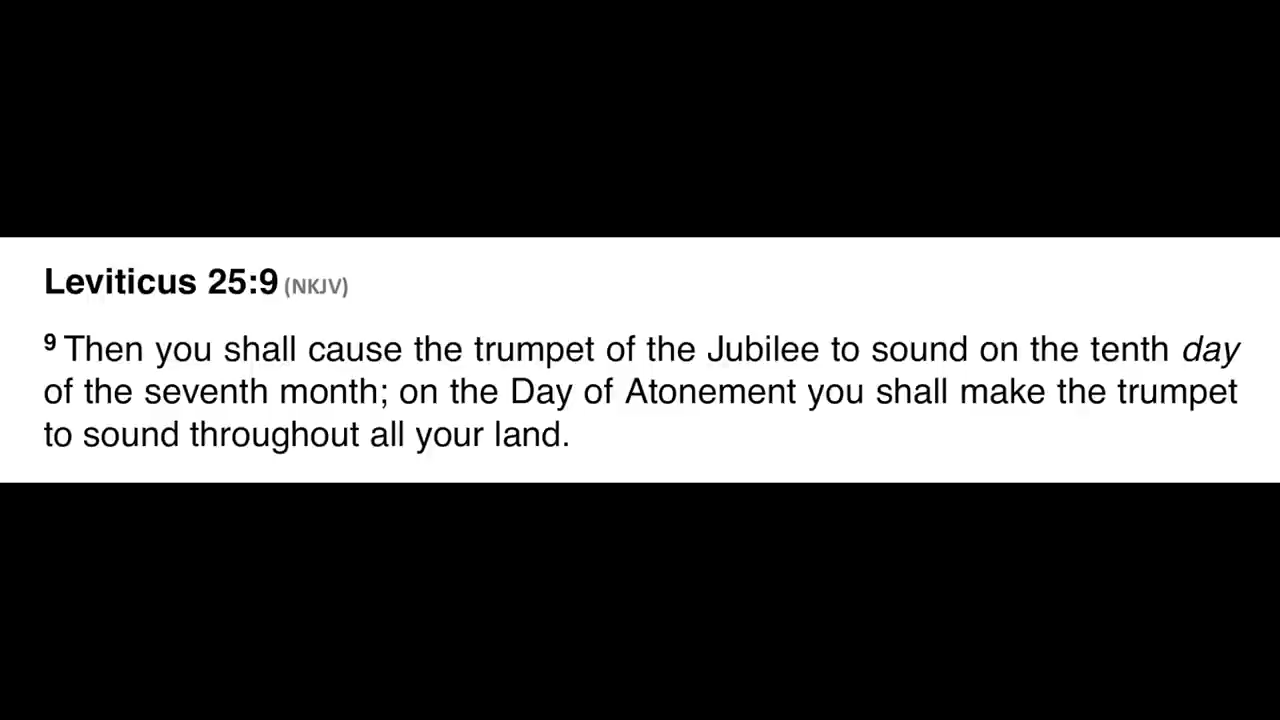 Leviticus 25:9 (NKJV)
9 Then you shall cause the trumpet of the Jubilee to sound on the tenth day
of the seventh month; on the Day of Atonement you shall make the trumpet
to sound throughout all your land.